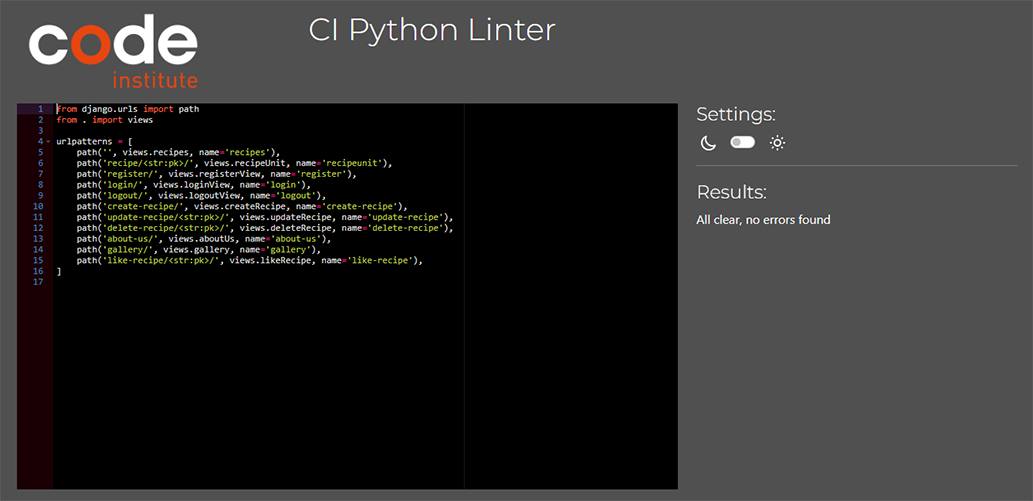 code
institute
CI Python Linter
1 from django.urls import path
2 from . import views
3
4 urlpatterns = [
5     path('', views.recipes, name='recipes'),
6     path('recipe/<str:pk>/', views.recipeUnit, name='recipeunit'),
7     path('register/', views.registerView, name='register'),
8     path('login/', views.loginView, name='login'),
9     path('logout/', views.logoutView, name='logout'),
10     path('create-recipe/', views.createRecipe, name='create-recipe'),
11     path('update-recipe/<str:pk>/', views.updateRecipe, name='update-recipe'),
12     path('delete-recipe/<str:pk>/', views.deleteRecipe, name='delete-recipe'),
13     path('about-us/', views.aboutUs, name='about-us'),
14     path('gallery/', views.gallery, name='gallery'),
15     path('like-recipe/<str:pk>/', views.likeRecipe, name='like-recipe'),
16 ]
17
Settings:
Results:
All clear, no errors found